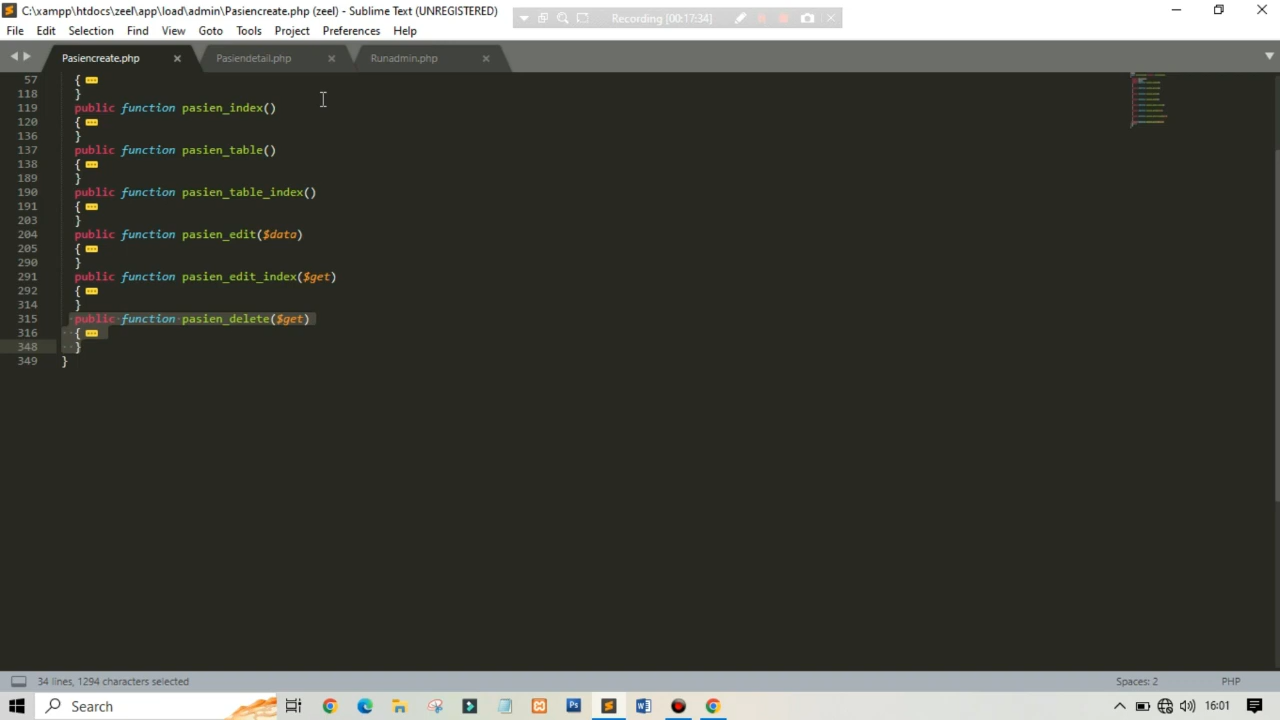 C:\xampp\htdocs\zeel\app\load\admin\Pasiencreate.php (zeel) - Sublime Text (UNREGISTERED)
Recording [00:17:34]
File Edit Selection Find View Goto Tools Project Preferences Help
Pasiencreate.php Pasiendetail.php Runadmin.php
57 {
118 }
119 public function pasien_index()
120 {
136 }
137 public function pasien_table()
138 {
189 }
190 public function pasien_table_index()
191 {
203 }
204 public function pasien_edit($data)
205 {
290 }
291 public function pasien_edit_index($get)
292 {
314 }
315 public function pasien_delete($get)
316 {
348 }
349 }
34 lines, 1294 characters selected
Spaces: 2 PHP
Search
16:01